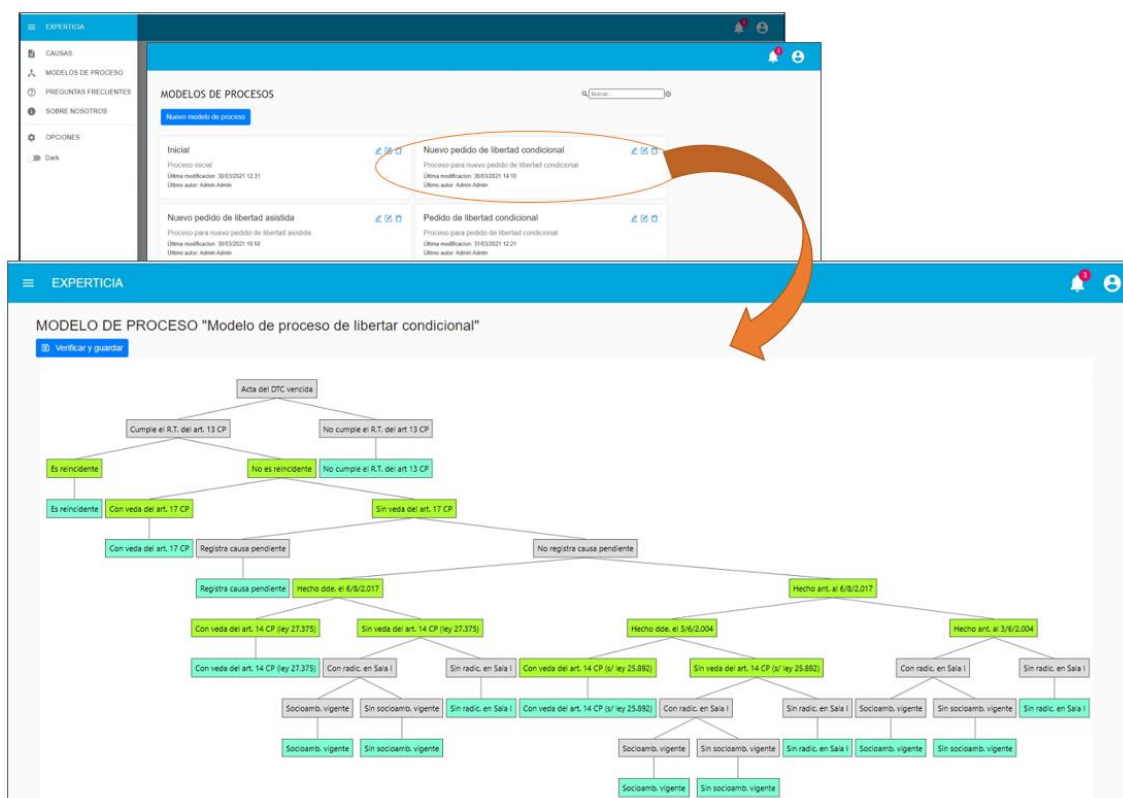 EXPERTICIA
3
CAUSAS
MODELOS DE PROCESO
PREGUNTAS FRECUENTES
SOBRE NOSOTROS
OPCIONES
Dark
3
MODELOS DE PROCESOS
buscar...
Nuevo modelo de proceso
Inicial
Proceso inicial
Última modificacion: 30/03/2021 12:31
Último autor: Admin Admin
Nuevo pedido de libertad condicional
Proceso para nuevo pedido de libertad condicional
Última modificacion: 30/03/2021 14:10
Último autor: Admin Admin
Nuevo pedido de libertad asistida
Proceso para nuevo pedido de libertad asistida
Última modificacion: 30/03/2021 16:50
Último autor: Admin Admin
Pedido de libertad condicional
Proceso para pedido de libertad condicional
Última modificacion: 31/03/2021 12:21
Último autor: Admin Admin
EXPERTICIA
3
MODELO DE PROCESO "Modelo de proceso de libertar condicional"
Verificar y guardar
Acta del DTC vencida
Cumple el R.T. del art. 13 CP
No cumple el R.T. del art 13 CP
Es reincidente
No es reincidente
No cumple el R.T. del art 13 CP
Es reincidente
Con veda del art. 17 CP
Sin veda del art. 17 CP
Con veda del art. 17 CP
Registra causa pendiente
No registra causa pendiente
Registra causa pendiente
Hecho dde. el 6/8/2.017
Hecho ant. al 6/8/2.017
Con veda del art. 14 CP (ley 27.375)
Sin veda del art. 14 CP (ley 27.375)
Hecho dde. el 3/6/2.004
Hecho ant. al 3/6/2.004
Con veda del art. 14 CP (ley 27.375)
Con radic. en Sala I
Sin radic. en Sala I
Con veda del art. 14 CP (s/ ley 25.892)
Sin veda del art. 14 CP (s/ ley 25.892)
Con radic. en Sala I
Sin radic. en Sala I
Socioamb. vigente
Sin socioamb. vigente
Sin radic. en Sala I
Con veda del art. 14 CP (s/ ley 25.892)
Con radic. en Sala I
Sin radic. en Sala I
Socioamb. vigente
Sin socioamb. vigente
Sin radic. en Sala I
Socioamb. vigente
Sin socioamb. vigente
Socioamb. vigente
Sin socioamb. vigente
Sin radic. en Sala I
Socioamb. vigente
Sin socioamb. vigente
Socioamb. vigente
Sin socioamb. vigente